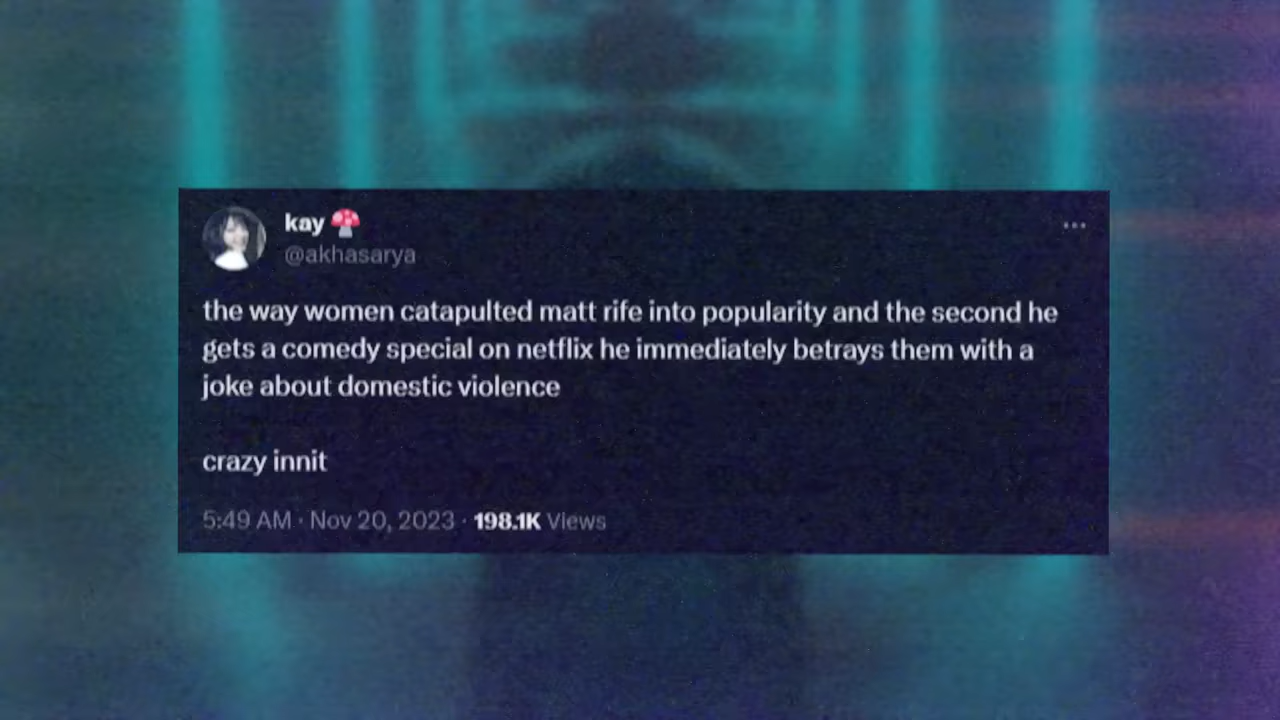 kay 🍄
@akhasarya
the way women catapulted matt rife into popularity and the second he
gets a comedy special on netflix he immediately betrays them with a
joke about domestic violence
crazy innit
5:49 AM · Nov 20, 2023 · 198.1K Views